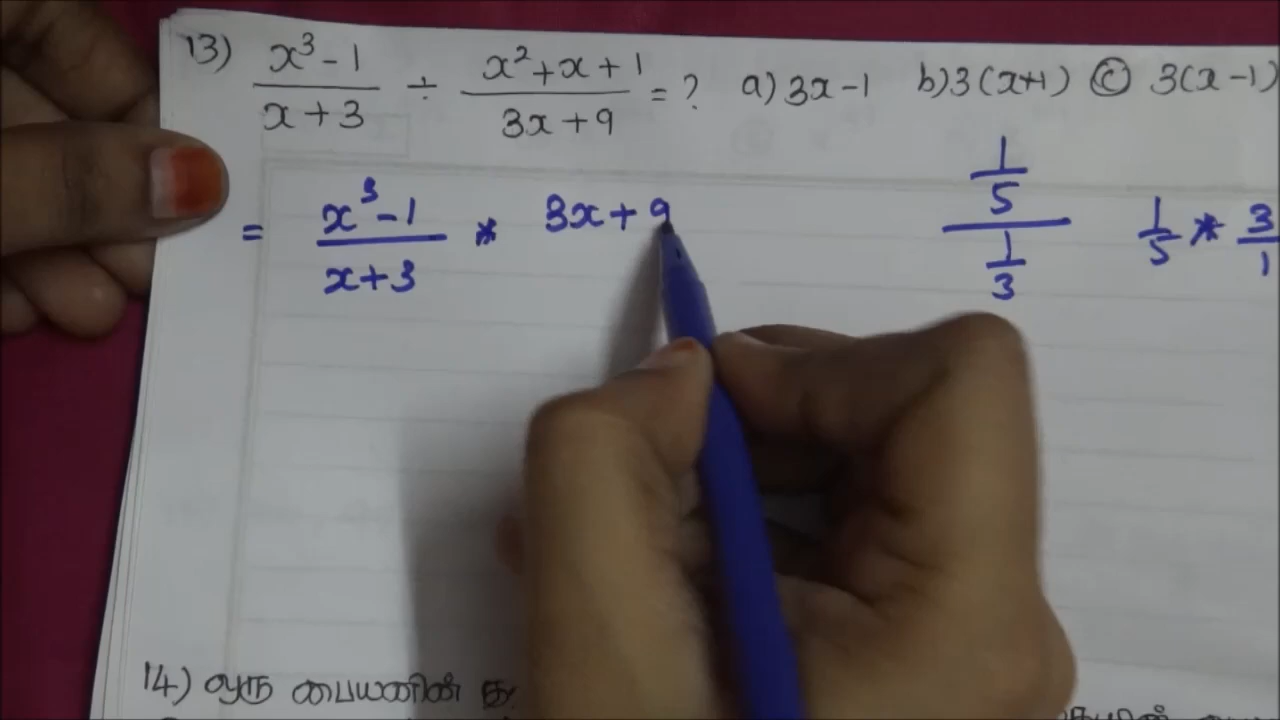 13) x³-1 / x+3 ÷ x²+x+1 / 3x+9 = ? a) 3x-1 b) 3(x+1) ⓒ 3(x-1)
= x³-1 / x+3 * 3x+9
1/5 / 1/3
1/5 * 3/1
14) ஒரு பையனின்